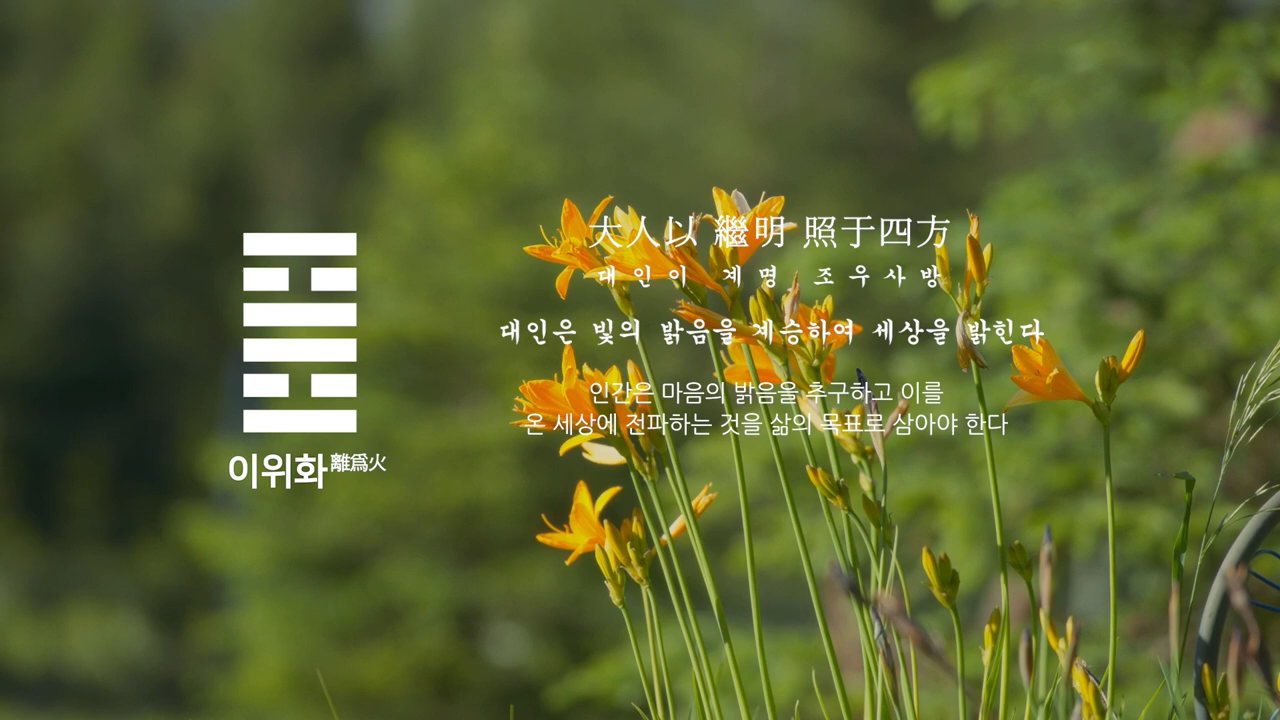 이위화離爲火
大人以 繼明 照于四方
대인이 계명 조우사방
대인은 빛의 밝음을 계승하여 세상을 밝힌다
인간은 마음의 밝음을 추구하고 이를
온 세상에 전파하는 것을 삶의 목표로 삼아야 한다